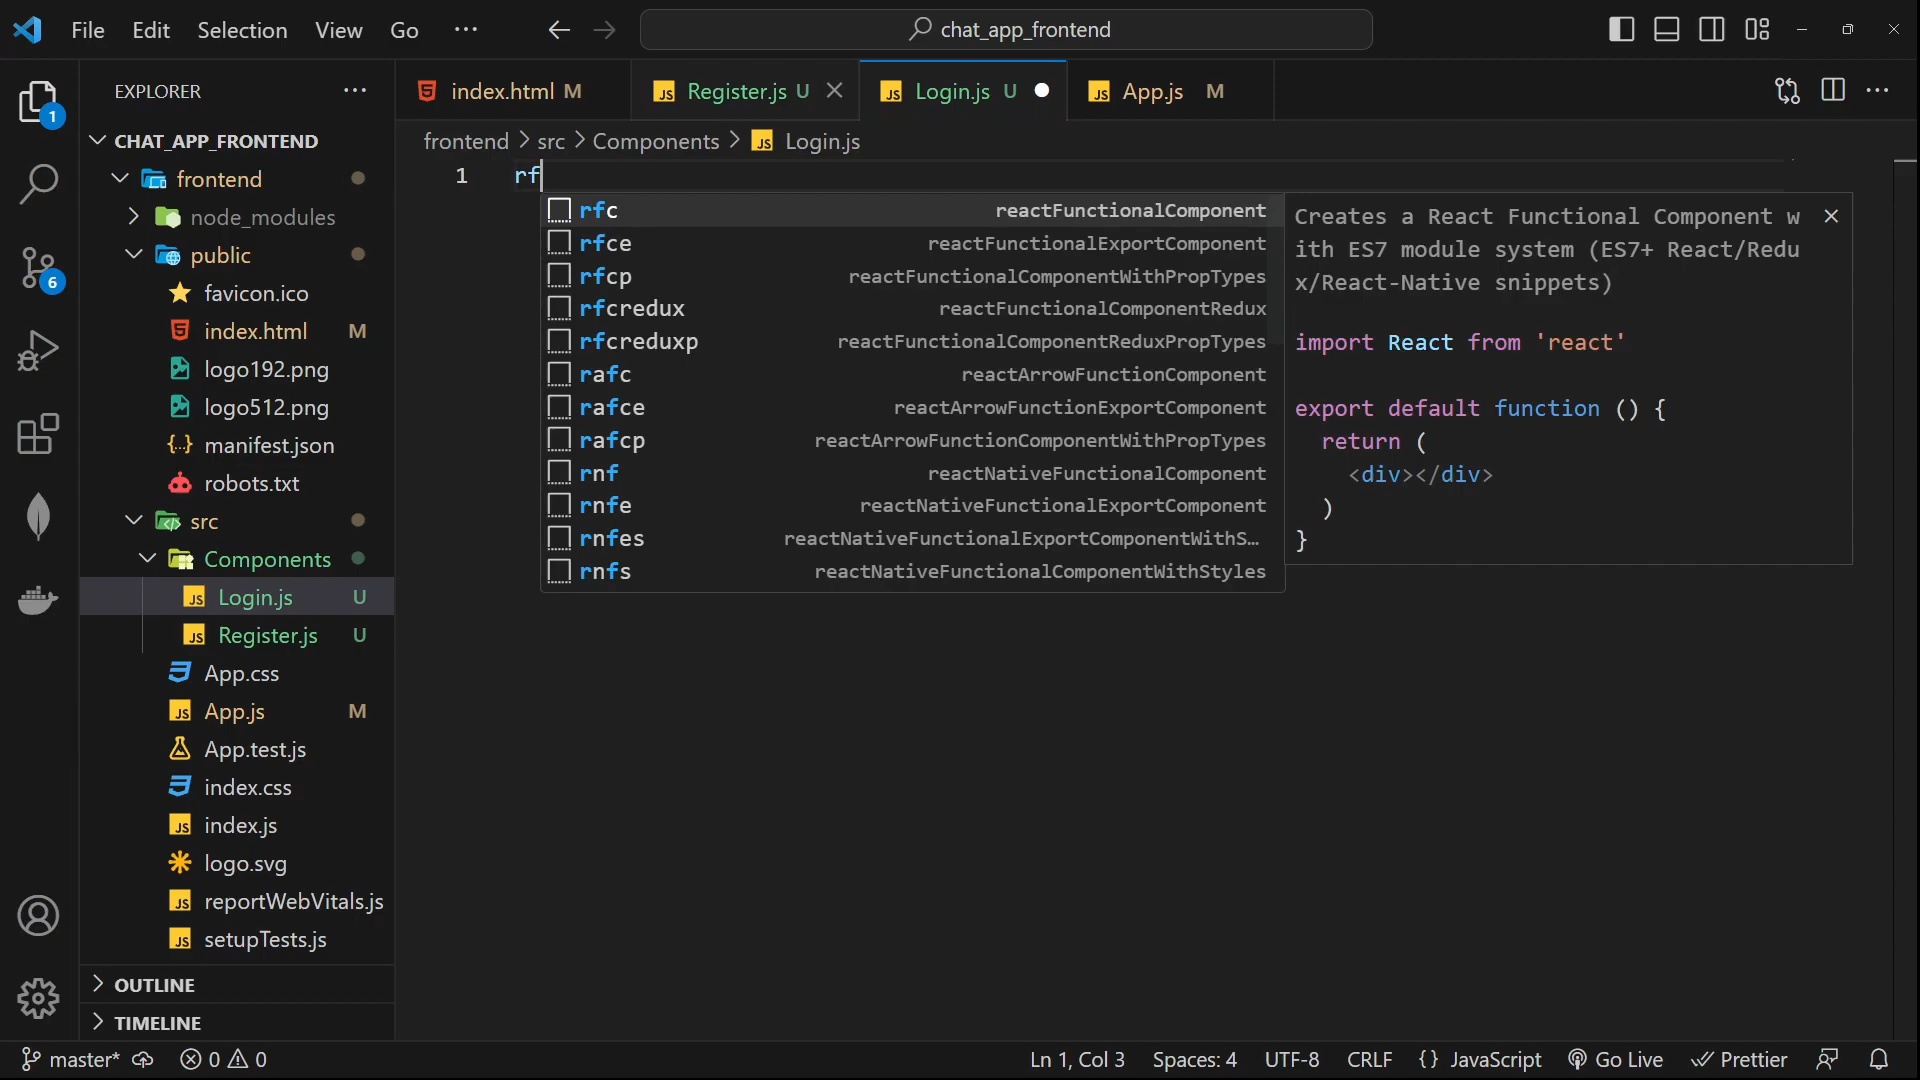 File Edit Selection View Go ··· chat_app_frontend
EXPLORER ···
index.html M Register.js U Login.js U App.js M ···
CHAT_APP_FRONTEND
frontend > src > Components > Login.js
frontend
node_modules
public
favicon.ico
index.html M
logo192.png
logo512.png
manifest.json
robots.txt
src
Components
Login.js U
Register.js U
App.css
App.js M
App.test.js
index.css
index.js
logo.svg
reportWebVitals.js
setupTests.js
OUTLINE
TIMELINE
1
6
1 rf
rfc reactFunctionalComponent
rfce reactFunctionalExportComponent
rfcp reactFunctionalComponentWithPropTypes
rfcredux reactFunctionalComponentRedux
rfcreduxp reactFunctionalComponentReduxPropTypes
rafc reactArrowFunctionComponent
rafce reactArrowFunctionExportComponent
rafcp reactArrowFunctionComponentWithPropTypes
rnf reactNativeFunctionalComponent
rnfe reactNativeFunctionalExportComponent
rnfes reactNativeFunctionalExportComponentWithS…
rnfs reactNativeFunctionalComponentWithStyles
Creates a React Functional Component w
ith ES7 module system (ES7+ React/Redu
x/React-Native snippets)
import React from 'react'
export default function () {
return (
<div></div>
)
}
master* 0 0 Ln 1, Col 3 Spaces: 4 UTF-8 CRLF {} JavaScript Go Live Prettier